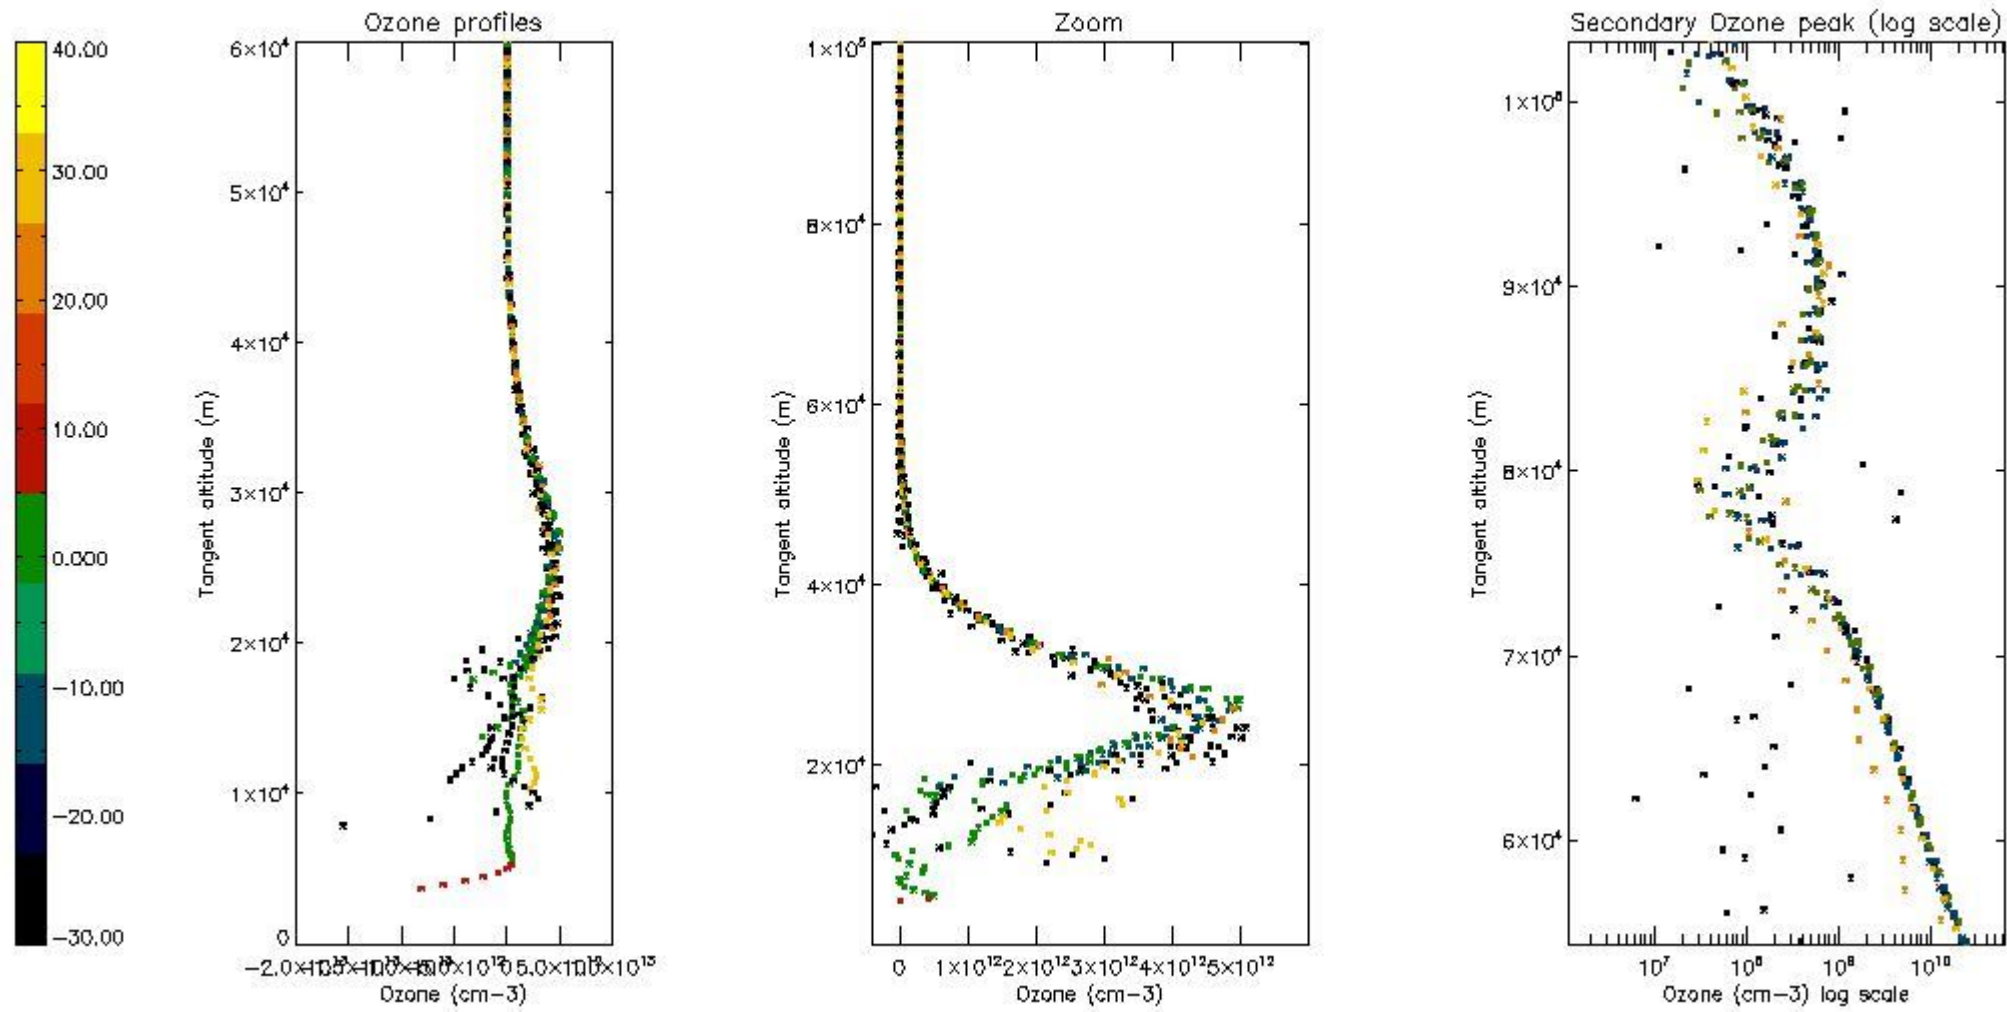 Ozone profiles
Zoom
Secondary Ozone peak (log scale)
40.00
30.00
20.00
10.00
0.000
−10.00
−20.00
−30.00
6×10⁴
5×10⁴
4×10⁴
3×10⁴
2×10⁴
1×10⁴
0
Tangent altitude (m)
Ozone (cm−3)
1×10⁵
8×10⁴
6×10⁴
4×10⁴
2×10⁴
Tangent altitude (m)
0 1×10¹² 2×10¹² 3×10¹² 4×10¹² 5×10¹²
Ozone (cm−3)
9×10⁴
8×10⁴
7×10⁴
6×10⁴
Tangent altitude (m)
10⁷ 10⁸ 10⁹ 10¹⁰
Ozone (cm−3) log scale